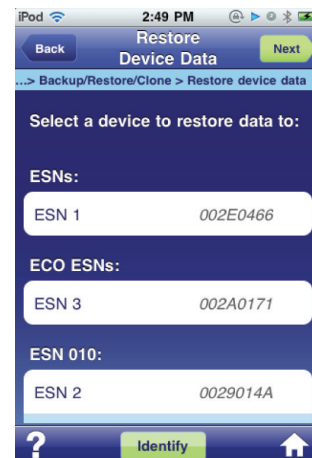 iPod 2:49 PM
Back Restore Device Data Next
...> Backup/Restore/Clone > Restore device data
Select a device to restore data to:
ESNs:
ESN 1 002E0466
ECO ESNs:
ESN 3 002A0171
ESN 010:
ESN 2 0029014A
? Identify